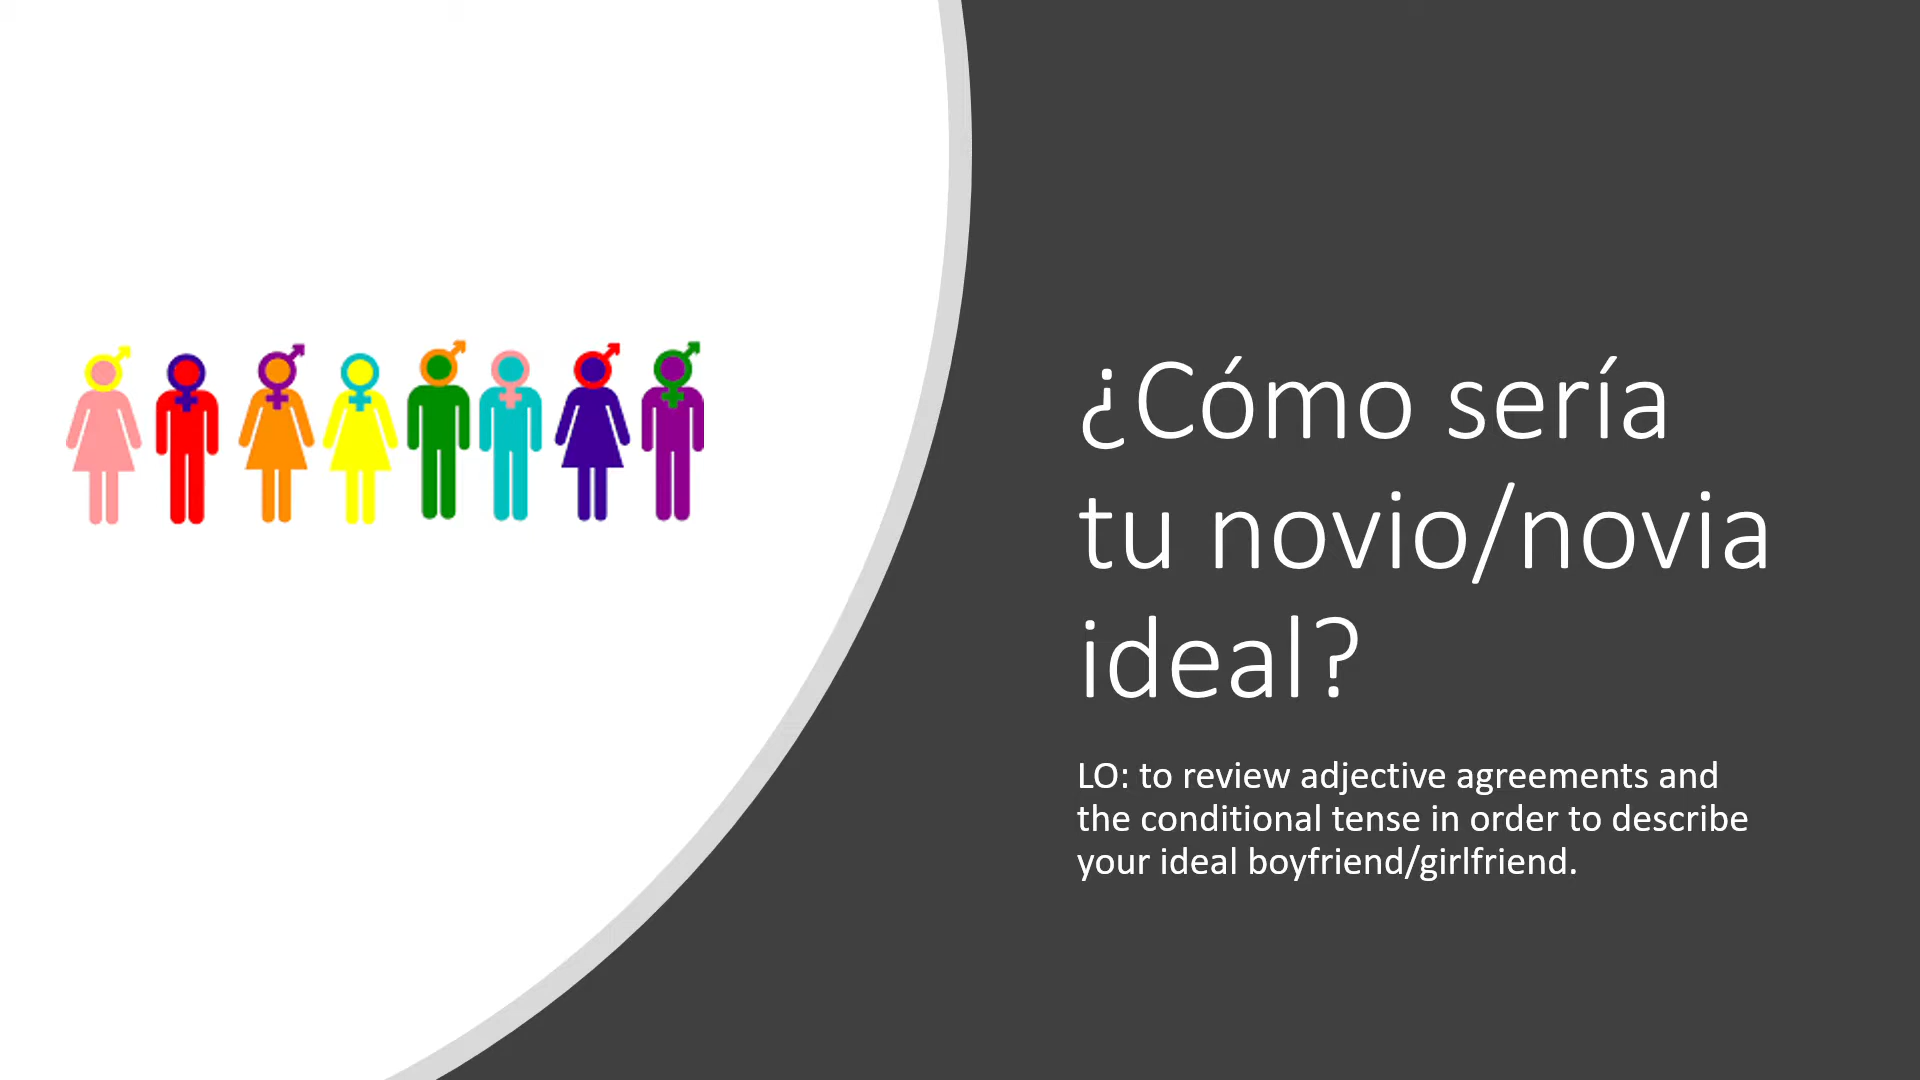 ¿Cómo sería
tu novio/novia
ideal?
LO: to review adjective agreements and
the conditional tense in order to describe
your ideal boyfriend/girlfriend.